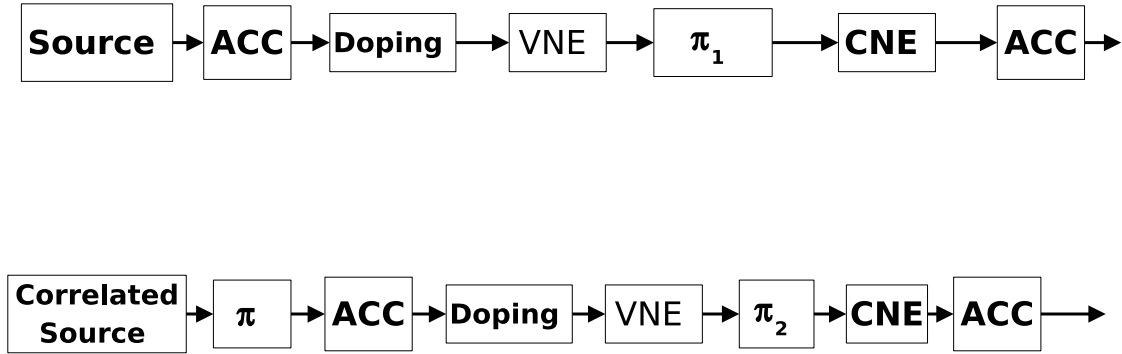 Source ACC Doping VNE π1 CNE ACC
Correlated
Source π ACC Doping VNE π2 CNE ACC